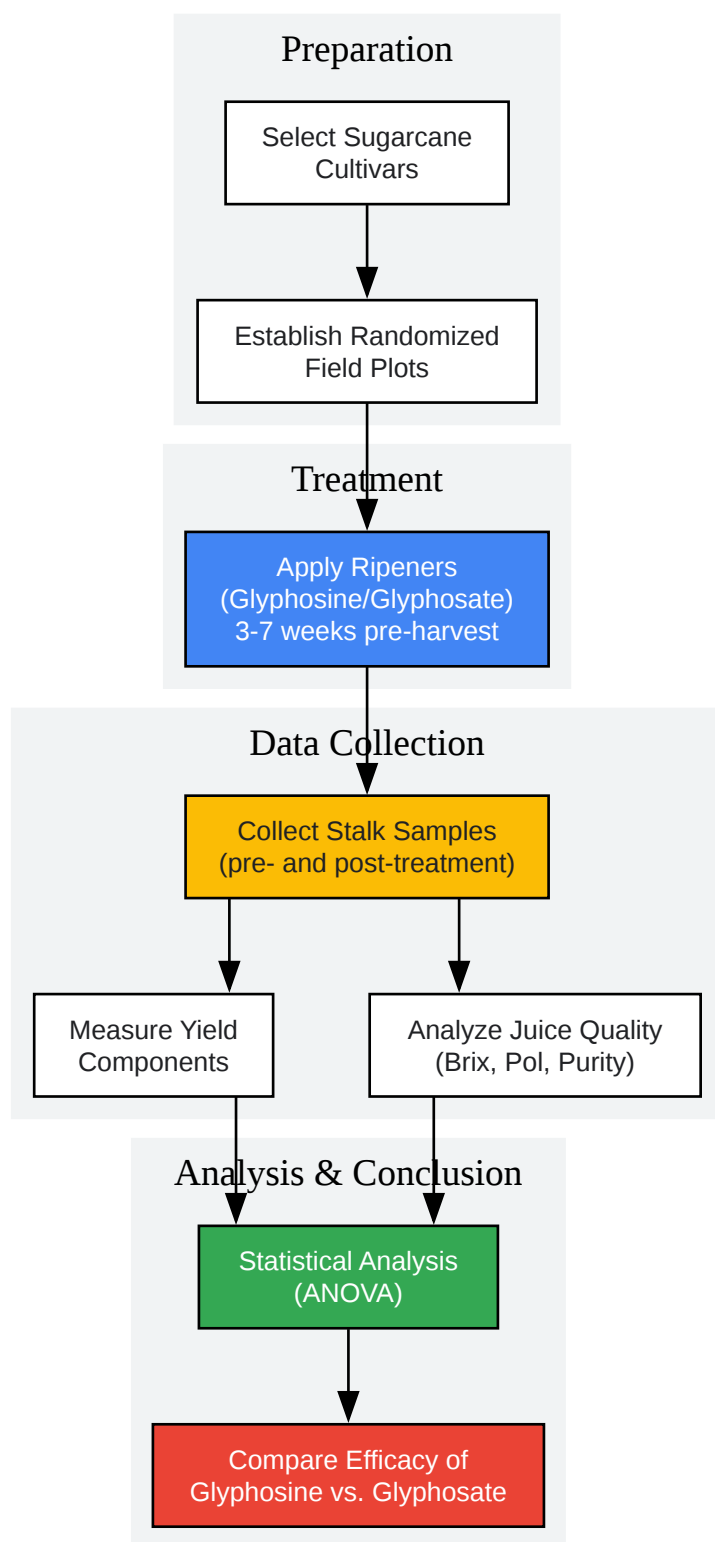 Preparation
Select Sugarcane
Cultivars
Establish Randomized
Field Plots
Treatment
Apply Ripeners
(Glyphosine/Glyphosate)
3-7 weeks pre-harvest
Data Collection
Collect Stalk Samples
(pre- and post-treatment)
Measure Yield
Components
Analyze Juice Quality
(Brix, Pol, Purity)
Analysis & Conclusion
Statistical Analysis
(ANOVA)
Compare Efficacy of
Glyphosine vs. Glyphosate